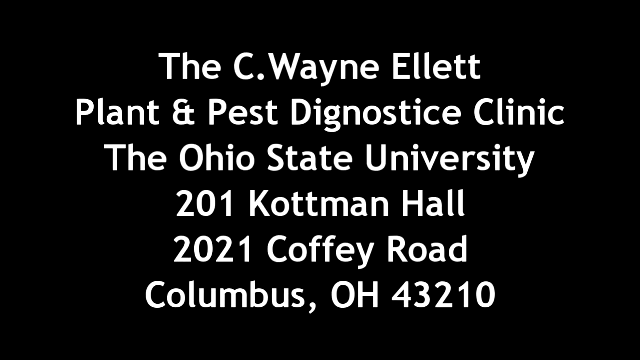 The C.Wayne Ellett
Plant & Pest Dignostice Clinic
The Ohio State University
201 Kottman Hall
2021 Coffey Road
Columbus, OH 43210